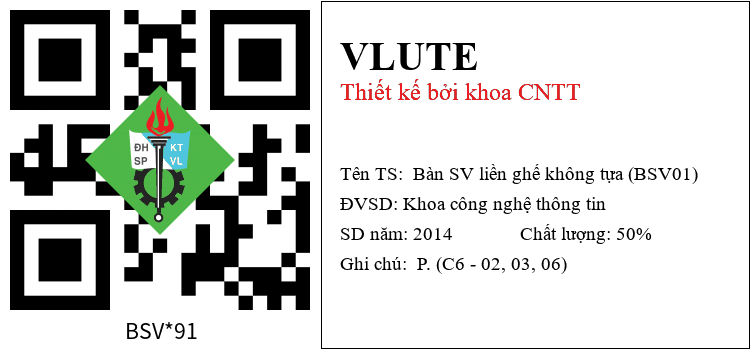 ĐH KT
SP VL
BSV*91
VLUTE
Thiết kế bởi khoa CNTT
Tên TS: Bàn SV liền ghế không tựa (BSV01)
ĐVSD: Khoa công nghệ thông tin
SD năm: 2014 Chất lượng: 50%
Ghi chú: P. (C6 - 02, 03, 06)